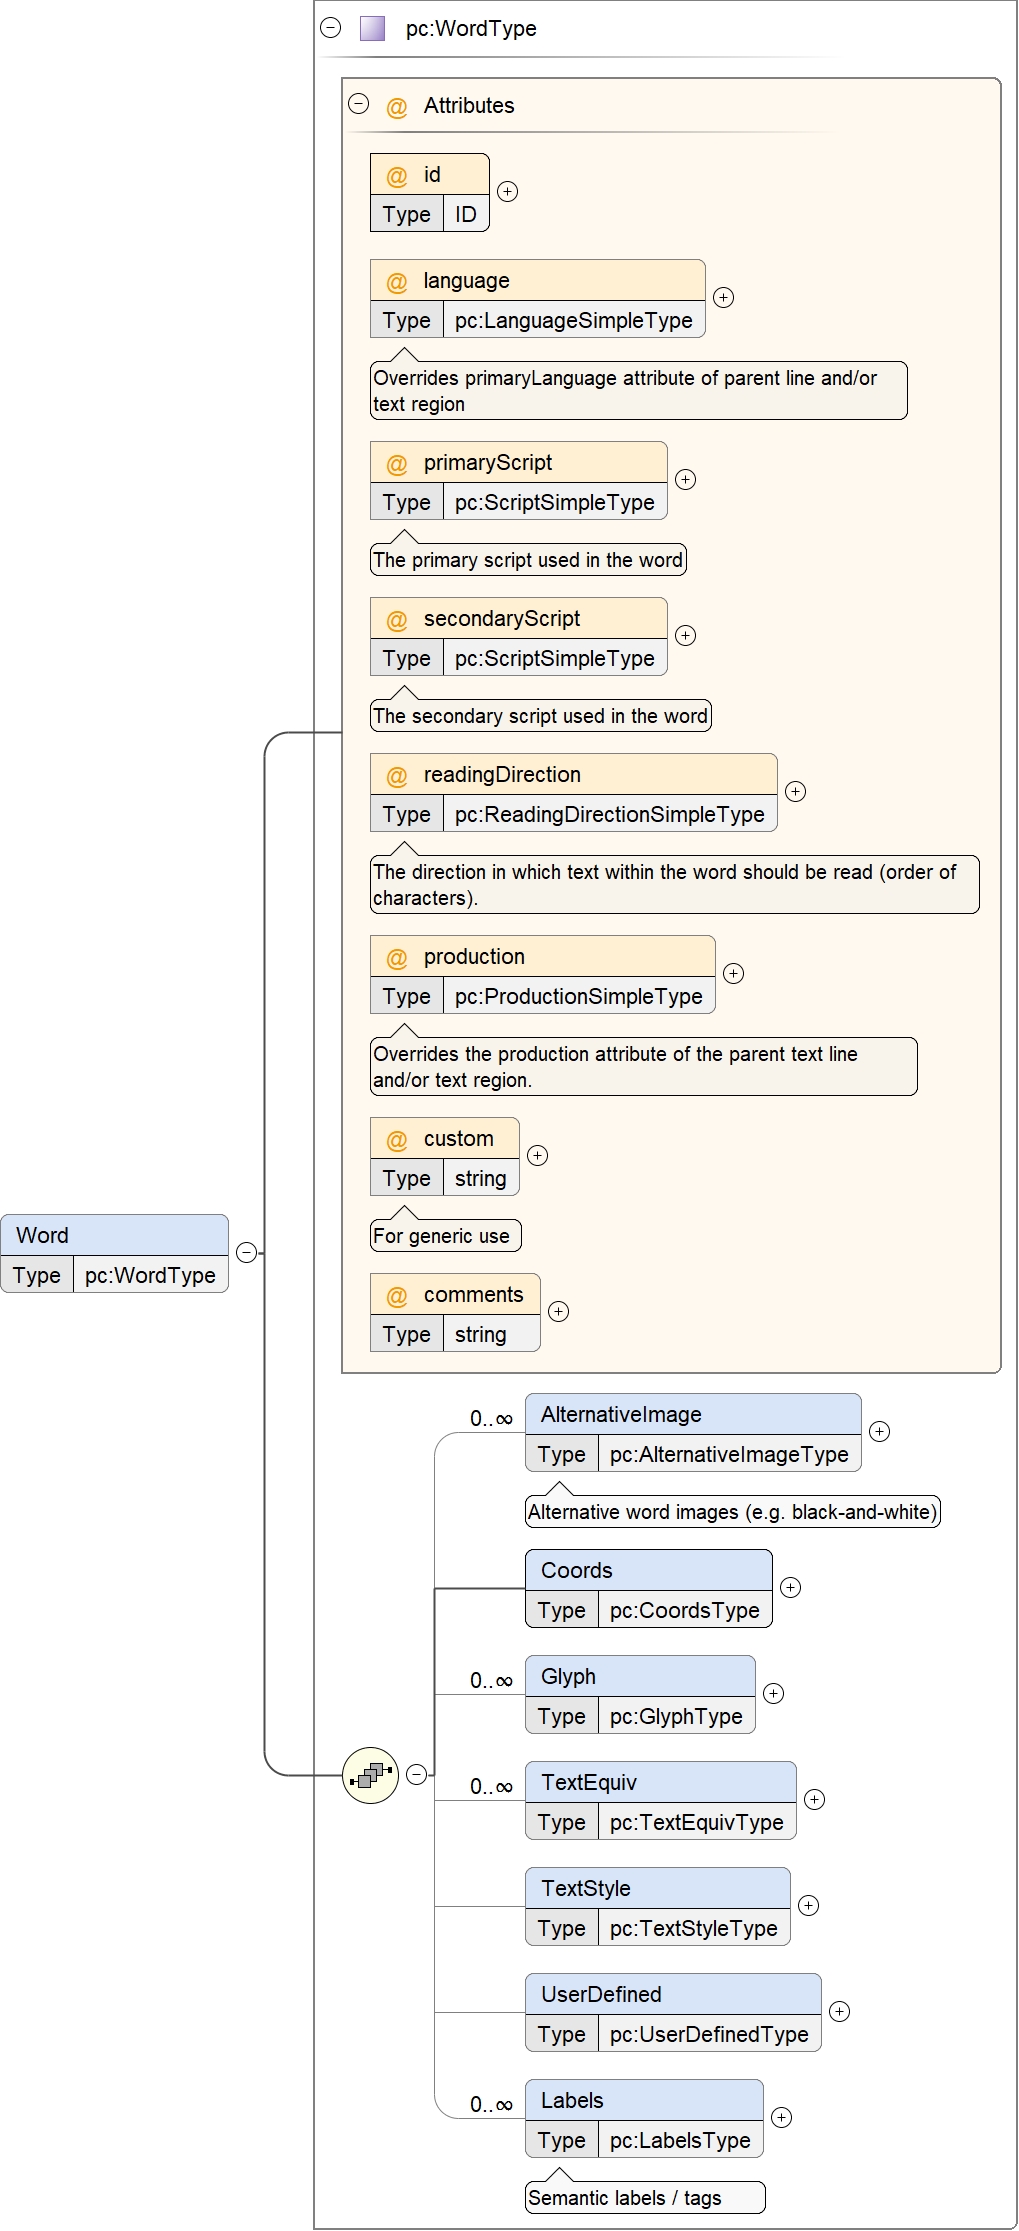 pc:WordType
@ Attributes
@ id
Type ID
@ language
Type pc:LanguageSimpleType
Overrides primaryLanguage attribute of parent line and/or
text region
@ primaryScript
Type pc:ScriptSimpleType
The primary script used in the word
@ secondaryScript
Type pc:ScriptSimpleType
The secondary script used in the word
@ readingDirection
Type pc:ReadingDirectionSimpleType
The direction in which text within the word should be read (order of
characters).
@ production
Type pc:ProductionSimpleType
Overrides the production attribute of the parent text line
and/or text region.
@ custom
Type string
For generic use
Word
Type pc:WordType
@ comments
Type string
0..∞ AlternativeImage
Type pc:AlternativeImageType
Alternative word images (e.g. black-and-white)
Coords
Type pc:CoordsType
0..∞ Glyph
Type pc:GlyphType
0..∞ TextEquiv
Type pc:TextEquivType
TextStyle
Type pc:TextStyleType
UserDefined
Type pc:UserDefinedType
0..∞ Labels
Type pc:LabelsType
Semantic labels / tags